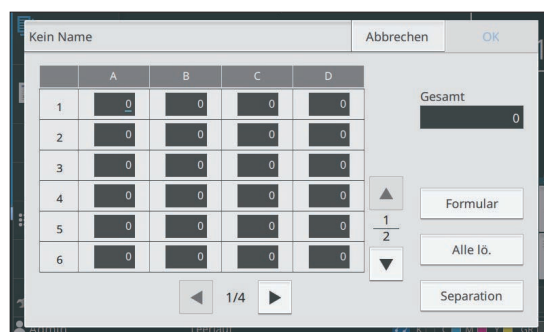 Kein Name
Abbrechen
OK
A B C D
Gesamt
0
1 0 0 0 0
2 0 0 0 0
3 0 0 0 0
4 0 0 0 0
5 0 0 0 0
6 0 0 0 0
1
2
Formular
Alle lö.
Separation
1/4
Admin